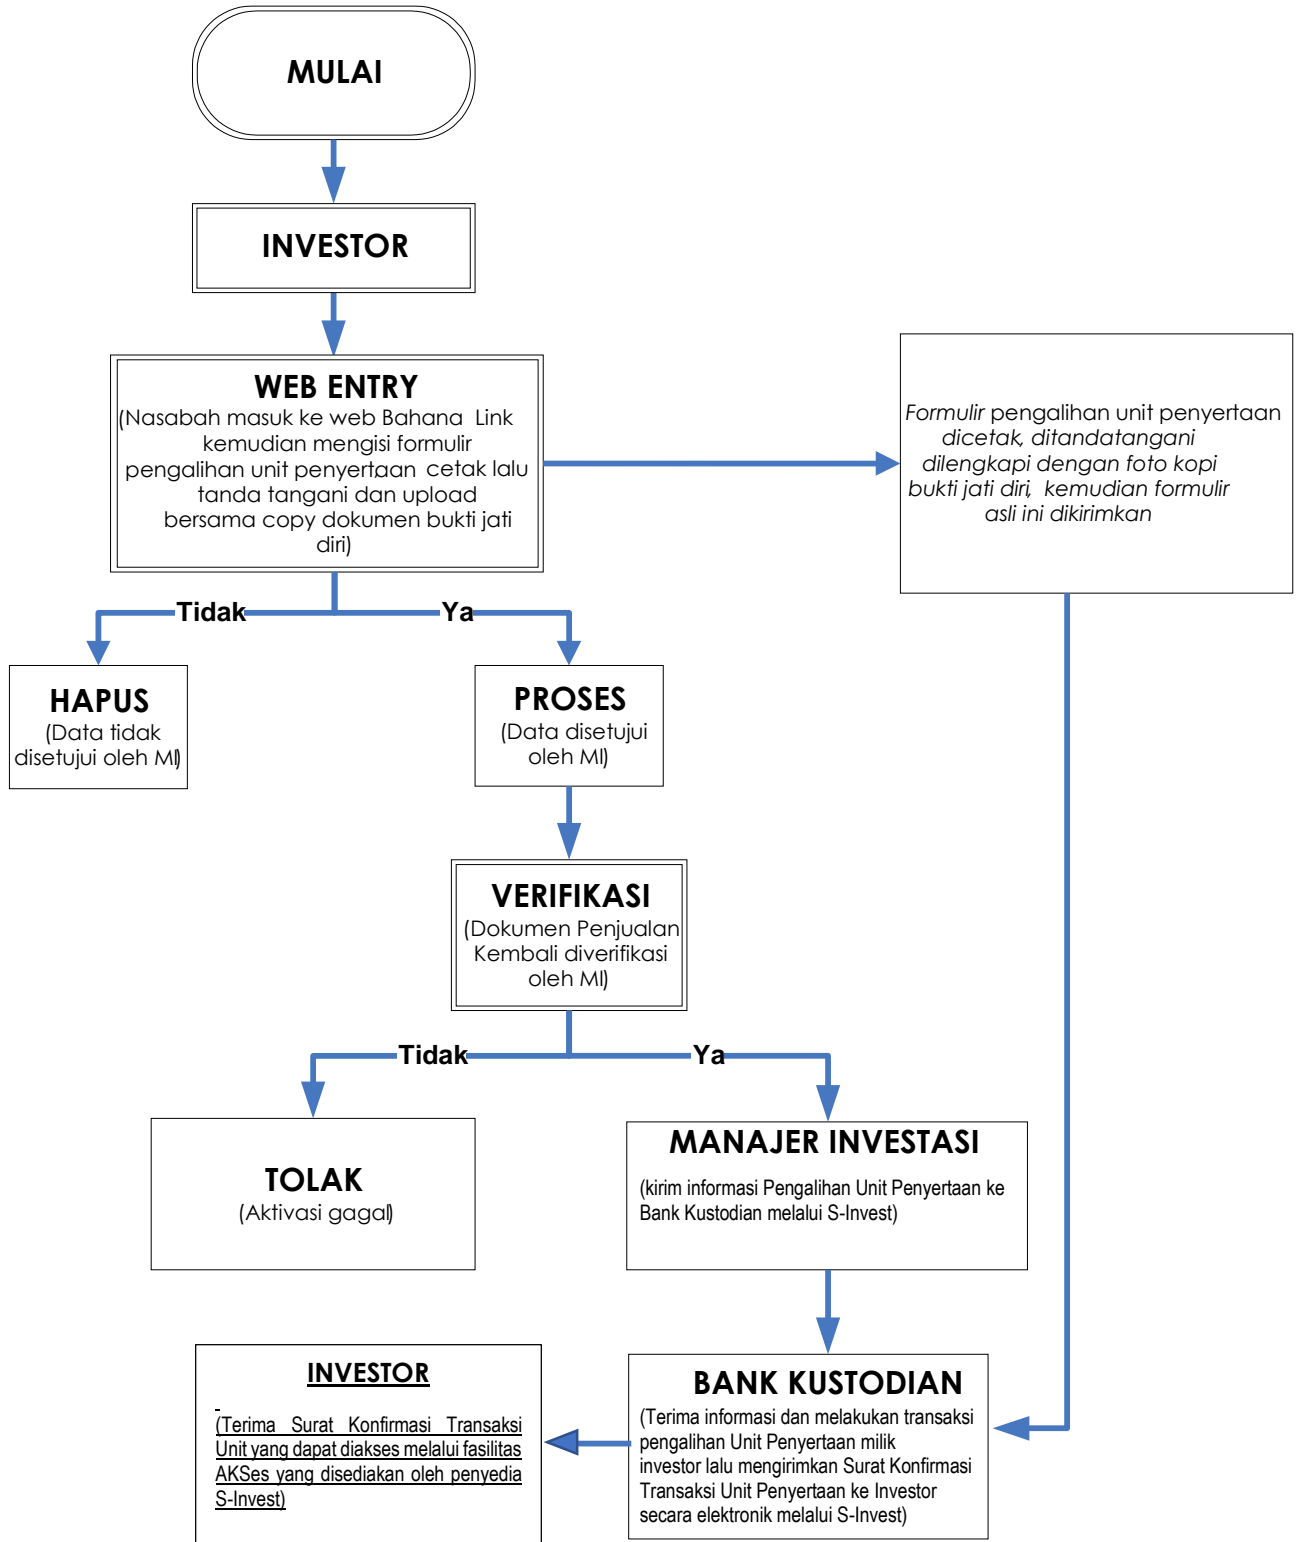 MULAI
INVESTOR
WEB ENTRY
(Nasabah masuk ke web Bahana Link
kemudian mengisi formulir
pengalihan unit penyertaan, cetak lalu
tanda tangani dan upload
bersama copy dokumen bukti jati
diri)
Formulir pengalihan unit penyertaan
dicetak, ditandatangani
dilengkapi dengan foto kopi
bukti jati diri, kemudian formulir
asli ini dikirimkan
Tidak
Ya
HAPUS
(Data tidak
disetujui oleh MI)
PROSES
(Data disetujui
oleh MI)
VERIFIKASI
(Dokumen Penjualan
Kembali diverifikasi
oleh MI)
Tidak
Ya
TOLAK
(Aktivasi gagal)
MANAJER INVESTASI
(kirim informasi Pengalihan Unit Penyertaan ke
Bank Kustodian melalui S-Invest)
INVESTOR
(Terima Surat Konfirmasi Transaksi
Unit yang dapat diakses melalui fasilitas
AKSes yang disediakan oleh penyedia
S-Invest)
BANK KUSTODIAN
(Terima informasi dan melakukan transaksi
pengalihan Unit Penyertaan milik
investor lalu mengirimkan Surat Konfirmasi
Transaksi Unit Penyertaan ke Investor
secara elektronik melalui S-Invest)